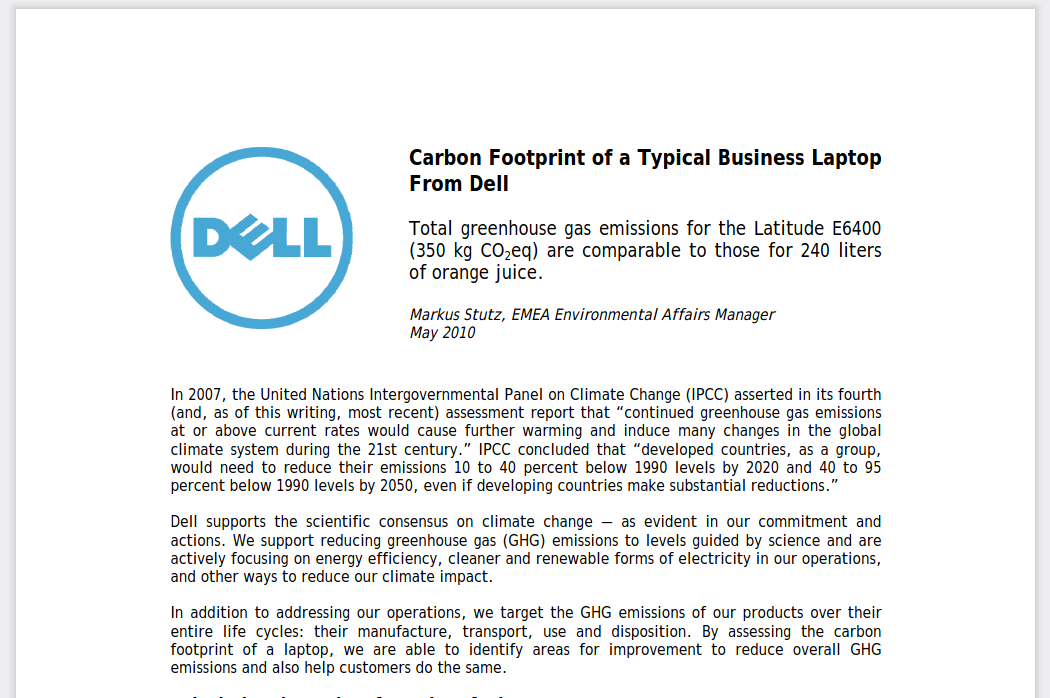 DELL
Carbon Footprint of a Typical Business Laptop
From Dell
Total greenhouse gas emissions for the Latitude E6400
(350 kg CO₂eq) are comparable to those for 240 liters
of orange juice.
Markus Stutz, EMEA Environmental Affairs Manager
May 2010
In 2007, the United Nations Intergovernmental Panel on Climate Change (IPCC) asserted in its fourth
(and, as of this writing, most recent) assessment report that “continued greenhouse gas emissions
at or above current rates would cause further warming and induce many changes in the global
climate system during the 21st century.” IPCC concluded that “developed countries, as a group,
would need to reduce their emissions 10 to 40 percent below 1990 levels by 2020 and 40 to 95
percent below 1990 levels by 2050, even if developing countries make substantial reductions.”
Dell supports the scientific consensus on climate change — as evident in our commitment and
actions. We support reducing greenhouse gas (GHG) emissions to levels guided by science and are
actively focusing on energy efficiency, cleaner and renewable forms of electricity in our operations,
and other ways to reduce our climate impact.
In addition to addressing our operations, we target the GHG emissions of our products over their
entire life cycles: their manufacture, transport, use and disposition. By assessing the carbon
footprint of a laptop, we are able to identify areas for improvement to reduce overall GHG
emissions and also help customers do the same.